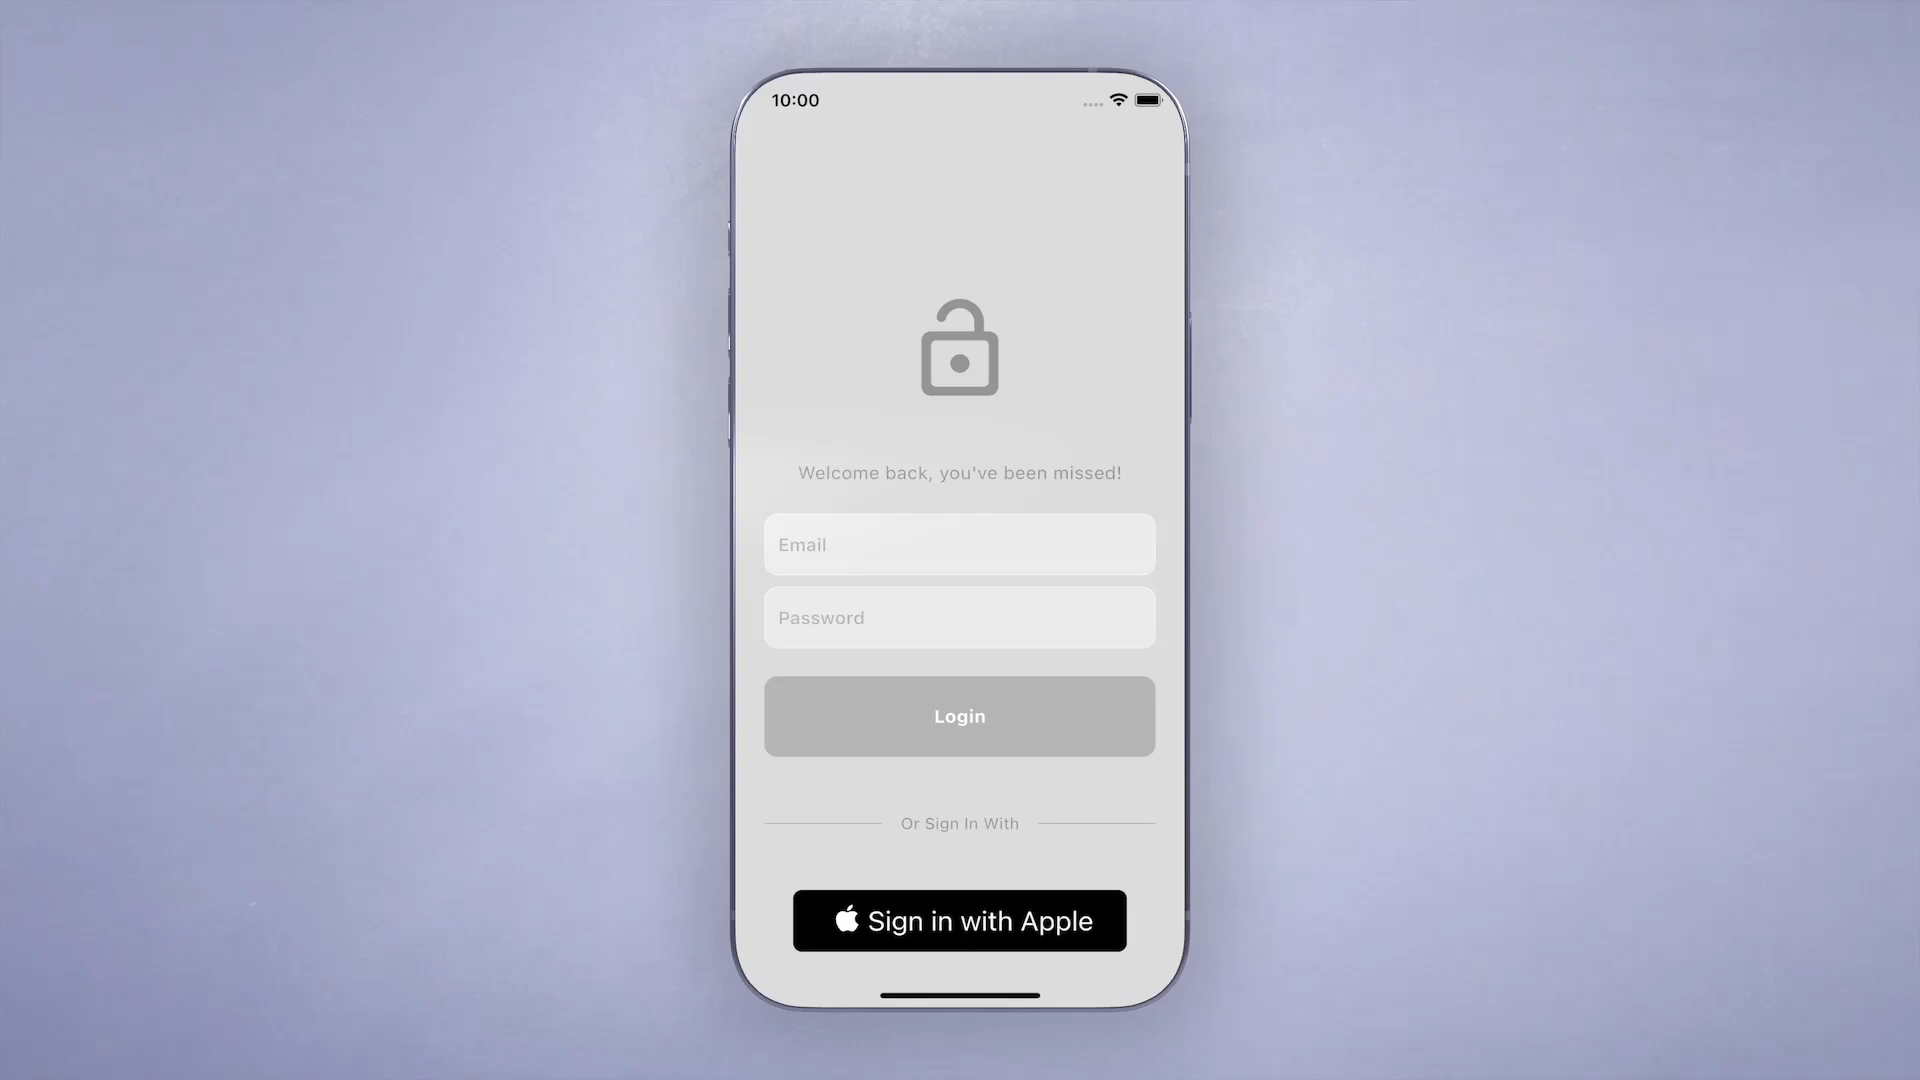 10:00
Welcome back, you've been missed!
Email
Password
Login
Or Sign In With
Sign in with Apple